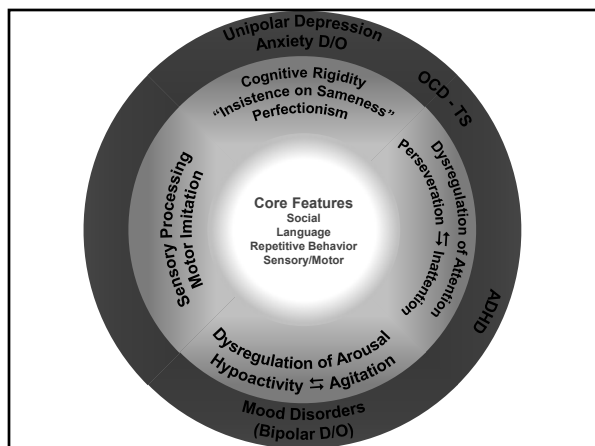 Unipolar Depression
Anxiety D/O
OCD - TS
ADHD
Mood Disorders
(Bipolar D/O)
Cognitive Rigidity
“Insistence on Sameness”
Perfectionism
Dysregulation of Attention
Perseveration ⇆ Inattention
Dysregulation of Arousal
Hypoactivity ⇆ Agitation
Sensory Processing
Motor Imitation
Core Features
Social
Language
Repetitive Behavior
Sensory/Motor